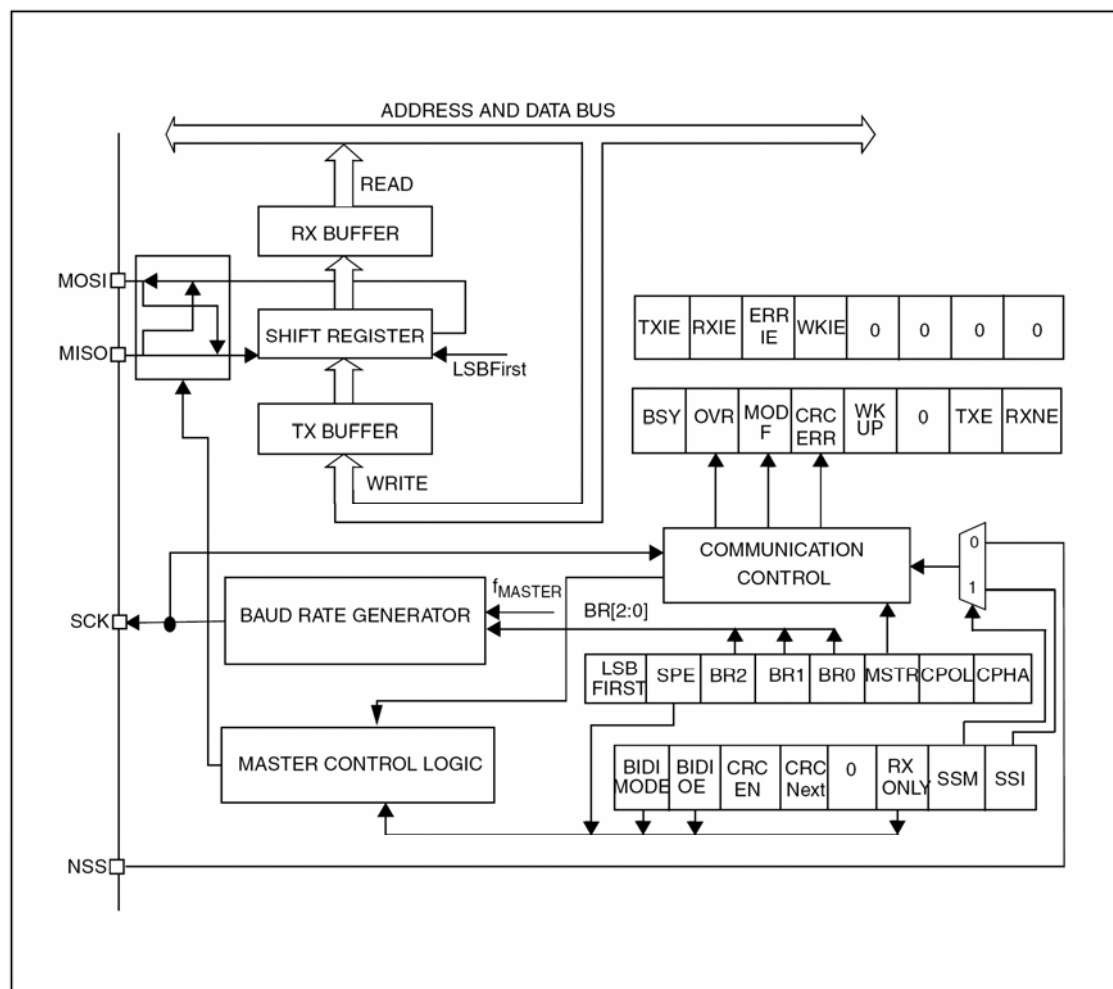 ADDRESS AND DATA BUS
READ
RX BUFFER
MOSI
SHIFT REGISTER
MISO
LSBFirst
TX BUFFER
WRITE
TXIE RXIE ERR IE WKIE 0 0 0 0
BSY OVR MOD F CRC ERR WK UP 0 TXE RXNE
COMMUNICATION
CONTROL
0
1
fMASTER
SCK
BAUD RATE GENERATOR
BR[2:0]
LSB FIRST SPE BR2 BR1 BR0 MSTR CPOL CPHA
MASTER CONTROL LOGIC
BIDI MODE BIDI OE CRC EN CRC Next 0 RX ONLY SSM SSI
NSS